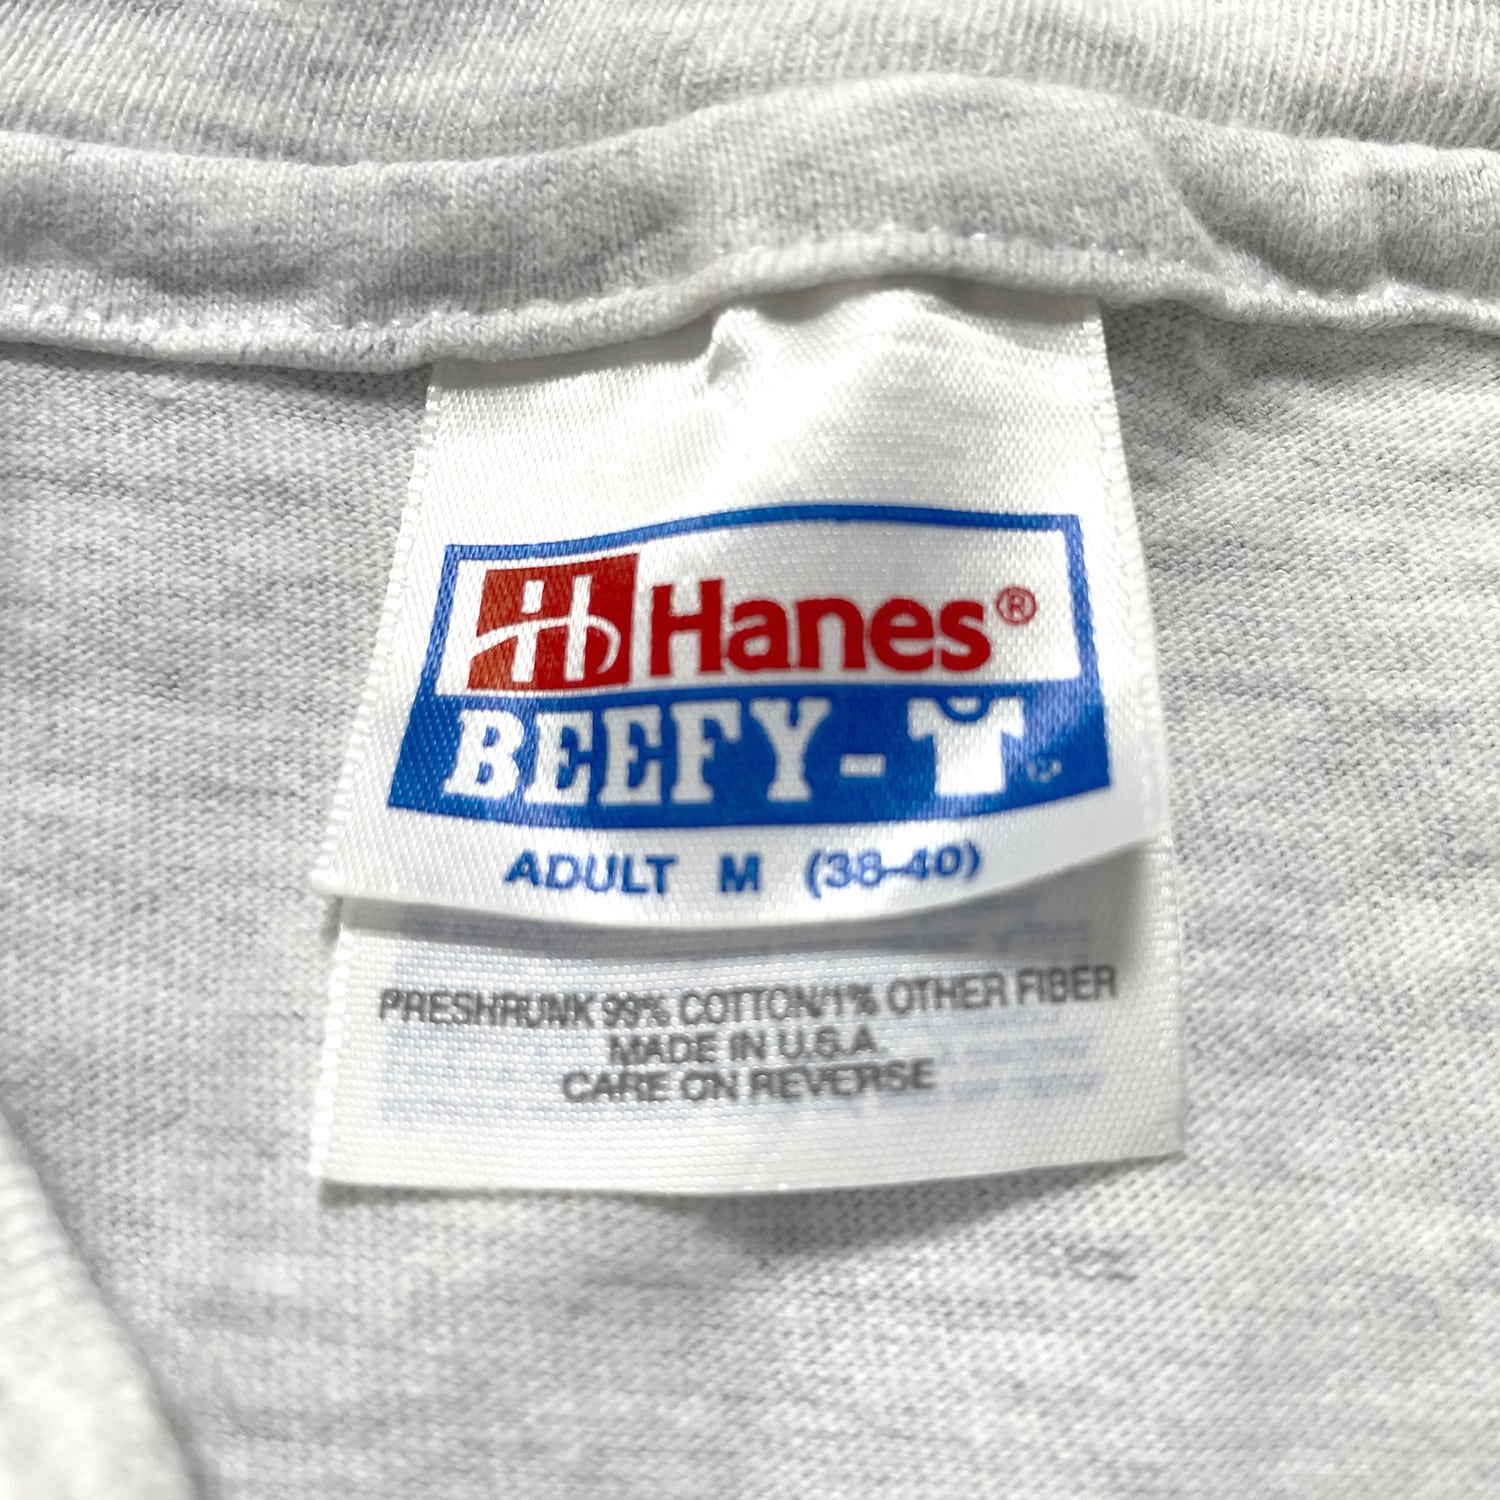 H Hanes®
BEEFY-T
ADULT M (38-40)
PRESHRUNK 99% COTTON/1% OTHER FIBER
MADE IN U.S.A.
CARE ON REVERSE